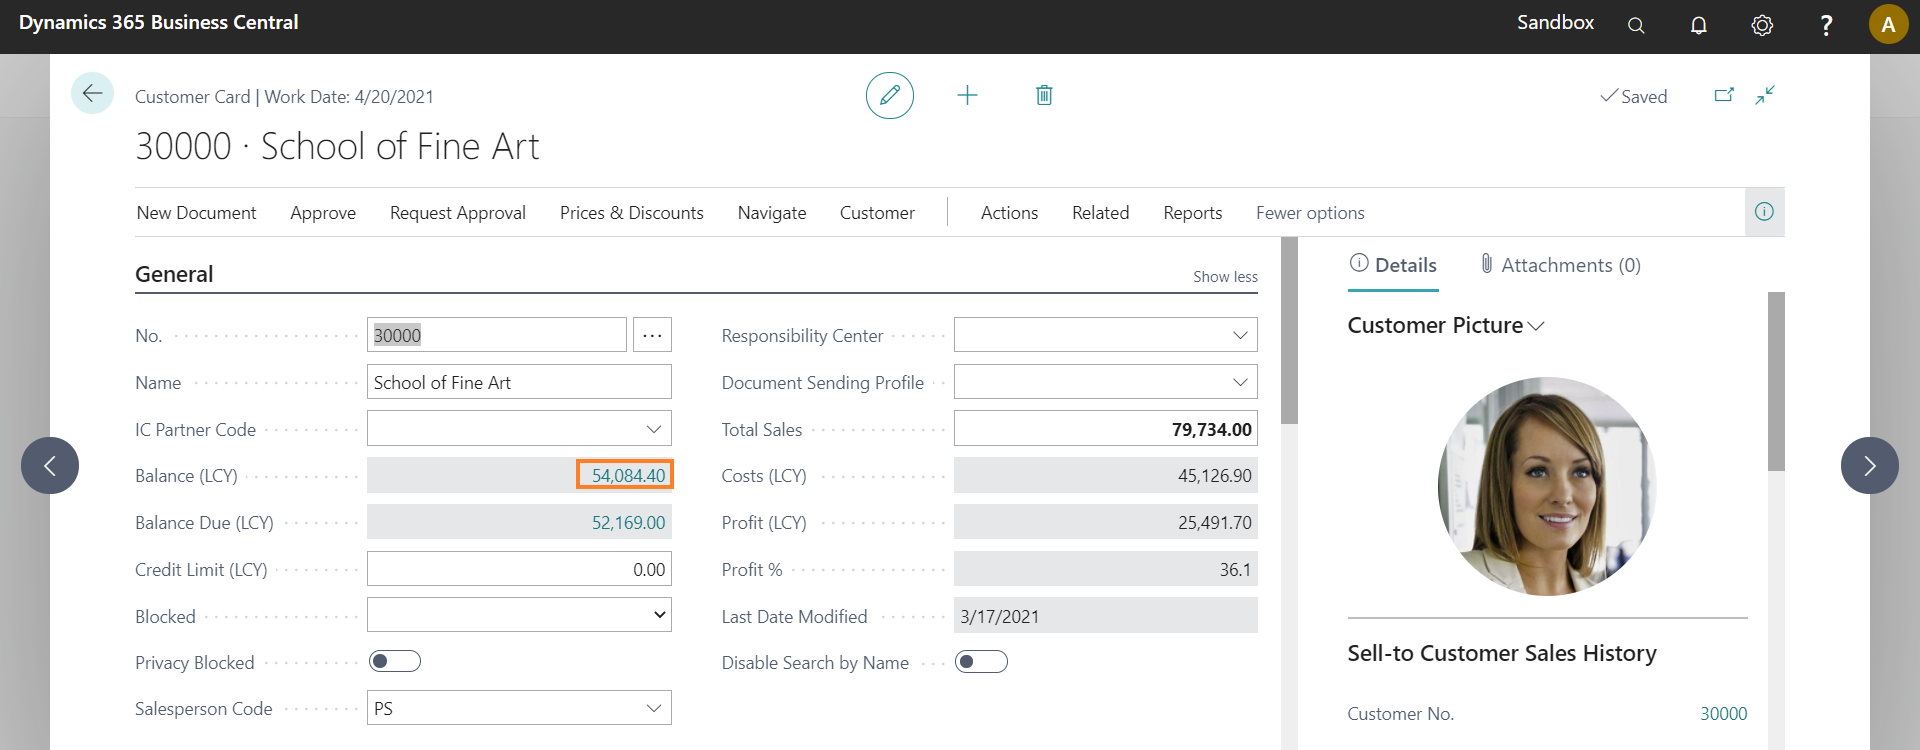 Dynamics 365 Business Central
Sandbox
?
A
Customer Card | Work Date: 4/20/2021
Saved
30000 · School of Fine Art
New Document Approve Request Approval Prices & Discounts Navigate Customer Actions Related Reports Fewer options
General
Show less
No. 30000 ...
Name School of Fine Art
IC Partner Code
Balance (LCY) 54,084.40
Balance Due (LCY) 52,169.00
Credit Limit (LCY) 0.00
Blocked
Privacy Blocked
Salesperson Code PS
Responsibility Center
Document Sending Profile
Total Sales 79,734.00
Costs (LCY) 45,126.90
Profit (LCY) 25,491.70
Profit % 36.1
Last Date Modified 3/17/2021
Disable Search by Name
Details Attachments (0)
Customer Picture
Sell-to Customer Sales History
Customer No. 30000